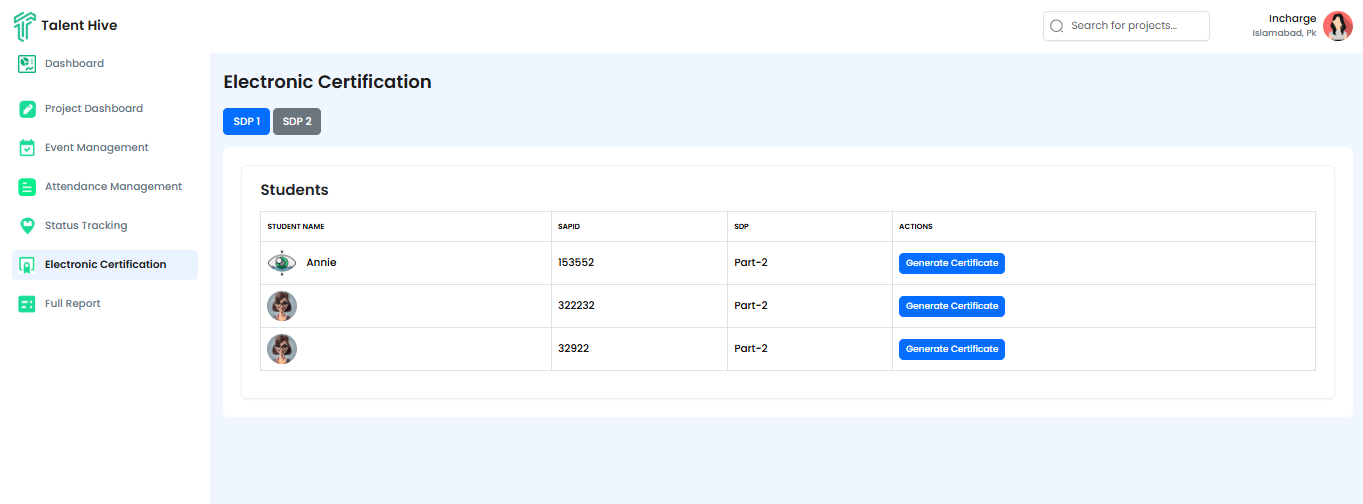 Talent Hive
Search for projects...
Incharge
Islamabad, Pk
Dashboard
Project Dashboard
Event Management
Attendance Management
Status Tracking
Electronic Certification
Full Report
Electronic Certification
SDP 1 SDP 2
Students
STUDENT NAME SAPID SDP ACTIONS
Annie 153552 Part-2 Generate Certificate
322232 Part-2 Generate Certificate
32922 Part-2 Generate Certificate